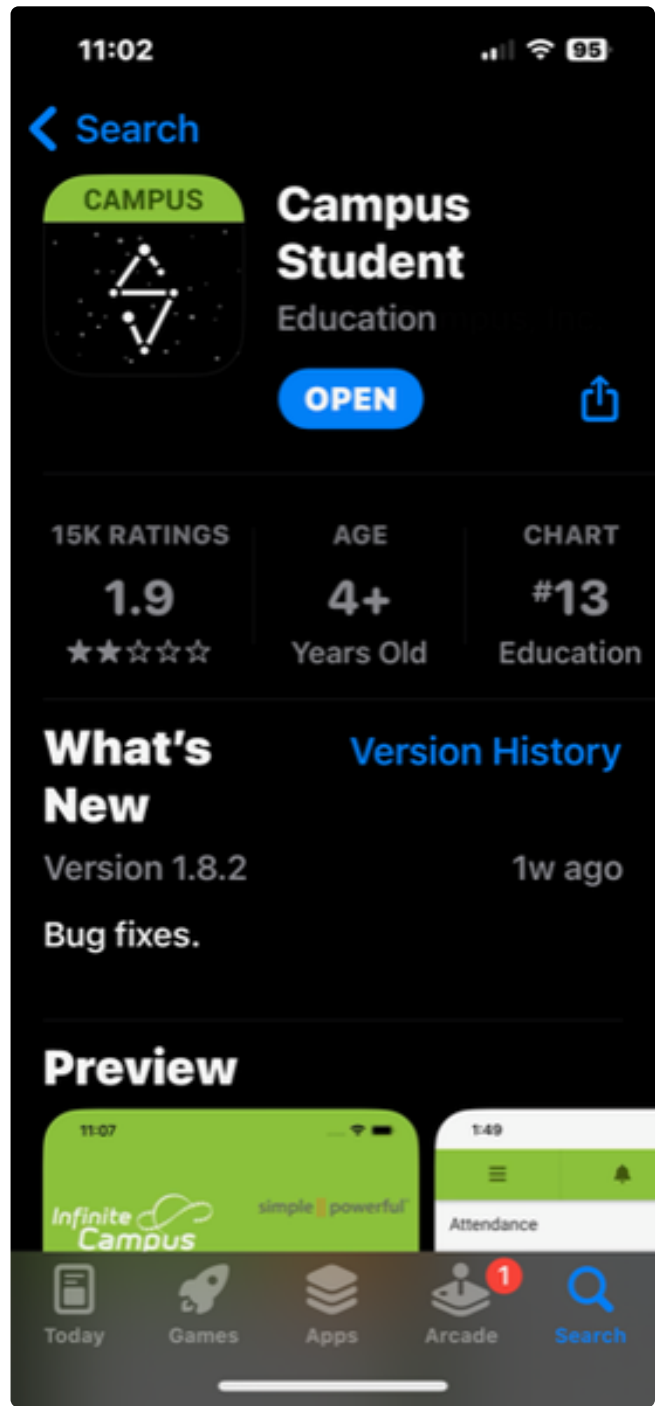 11:02 95
Search
CAMPUS
Campus
Student
Education
OPEN
15K RATINGS AGE CHART
1.9 4+ #13
Years Old Education
What's Version History
New
Version 1.8.2 1w ago
Bug fixes.
Preview
11:07 1:49
Infinite Campus simple powerful
Attendance
1
Today Games Apps Arcade Search